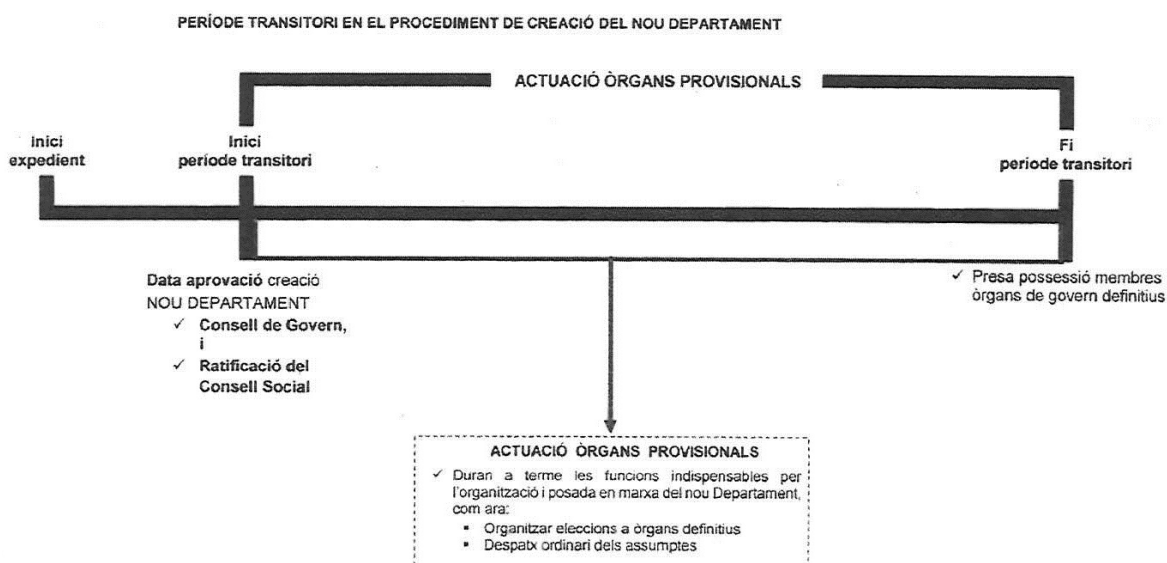 PERÍODE TRANSITORI EN EL PROCEDIMENT DE CREACIÓ DEL NOU DEPARTAMENT
ACTUACIÓ ÒRGANS PROVISIONALS
Inici
expedient
Inici
període transitori
Fi
període transitori
Data aprovació creació
NOU DEPARTAMENT
✓ Consell de Govern,
i
✓ Ratificació del
Consell Social
✓ Presa possessió membres
òrgans de govern definitius
ACTUACIÓ ÒRGANS PROVISIONALS
✓ Duran a terme les funcions indispensables per
l'organització i posada en marxa del nou Departament,
com ara:
▪ Organitzar eleccions a òrgans definitius
▪ Despatx ordinari dels assumptes